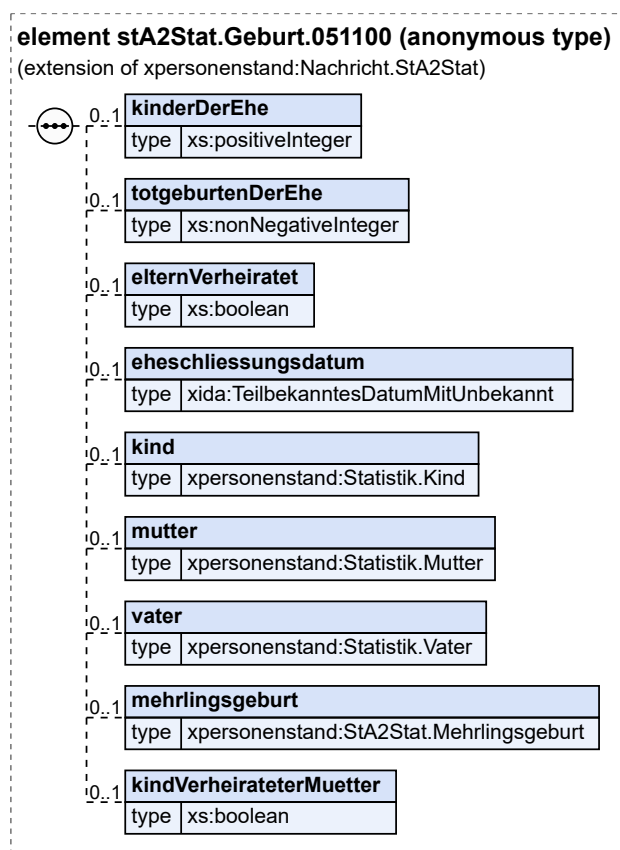 element stA2Stat.Geburt.051100 (anonymous type)
(extension of xpersonenstand:Nachricht.StA2Stat)
0..1 kinderDerEhe
type xs:positiveInteger
0..1 totgeburtenDerEhe
type xs:nonNegativeInteger
0..1 elternVerheiratet
type xs:boolean
0..1 eheschliessungsdatum
type xida:TeilbekanntesDatumMitUnbekannt
0..1 kind
type xpersonenstand:Statistik.Kind
0..1 mutter
type xpersonenstand:Statistik.Mutter
0..1 vater
type xpersonenstand:Statistik.Vater
0..1 mehrlingsgeburt
type xpersonenstand:StA2Stat.Mehrlingsgeburt
0..1 kindVerheirateterMuetter
type xs:boolean